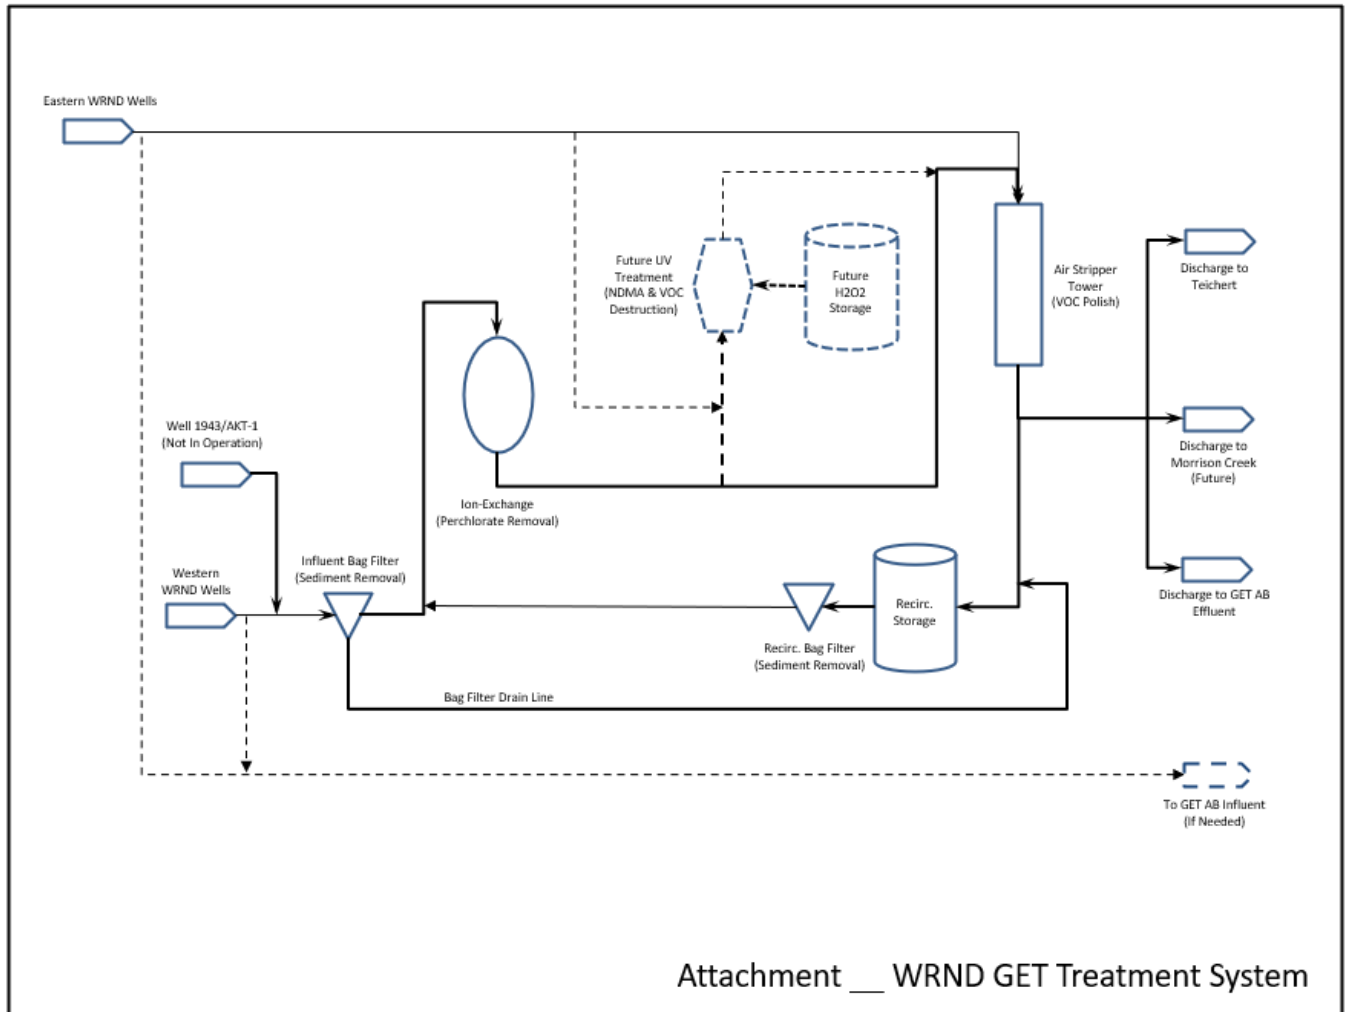 Eastern WRND Wells
Future UV
Treatment
(NDMA & VOC
Destruction)
Future
H2O2
Storage
Air Stripper
Tower
(VOC Polish)
Discharge to
Teichert
Well 1943/AKT-1
(Not In Operation)
Discharge to
Morrison Creek
(Future)
Ion-Exchange
(Perchlorate Removal)
Influent Bag Filter
(Sediment Removal)
Western
WRND Wells
Recirc.
Storage
Discharge to GET AB
Effluent
Recirc. Bag Filter
(Sediment Removal)
Bag Filter Drain Line
To GET AB Influent
(If Needed)
Attachment __ WRND GET Treatment System